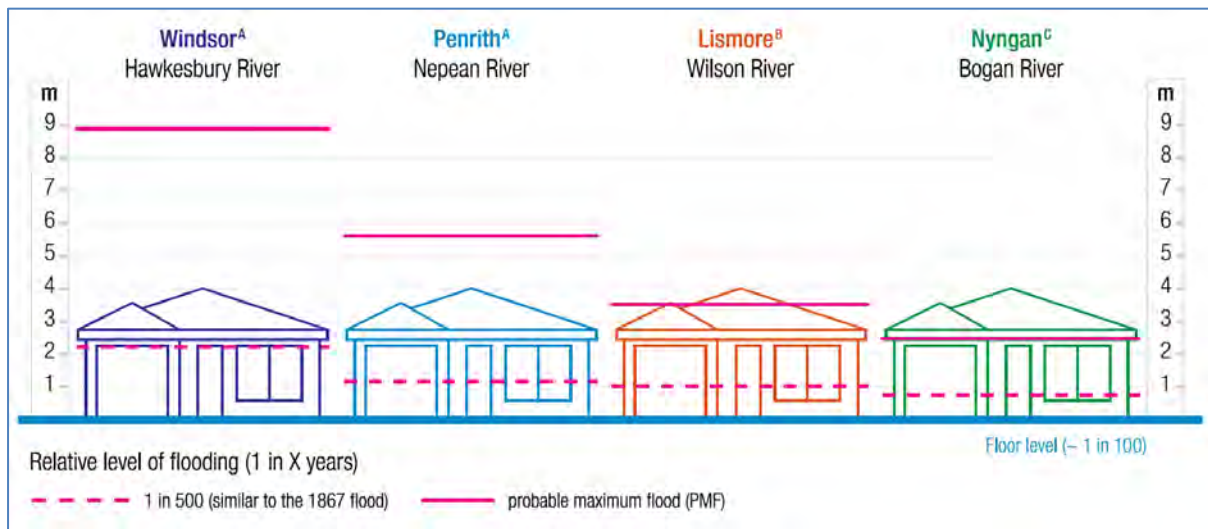 Windsorᴬ
Hawkesbury River
Penrithᴬ
Nepean River
Lismoreᴮ
Wilson River
Nynganᶜ
Bogan River
m
9
8
7
6
5
4
3
2
1
m
9
8
7
6
5
4
3
2
1
Floor level (~ 1 in 100)
Relative level of flooding (1 in X years)
1 in 500 (similar to the 1867 flood)
probable maximum flood (PMF)